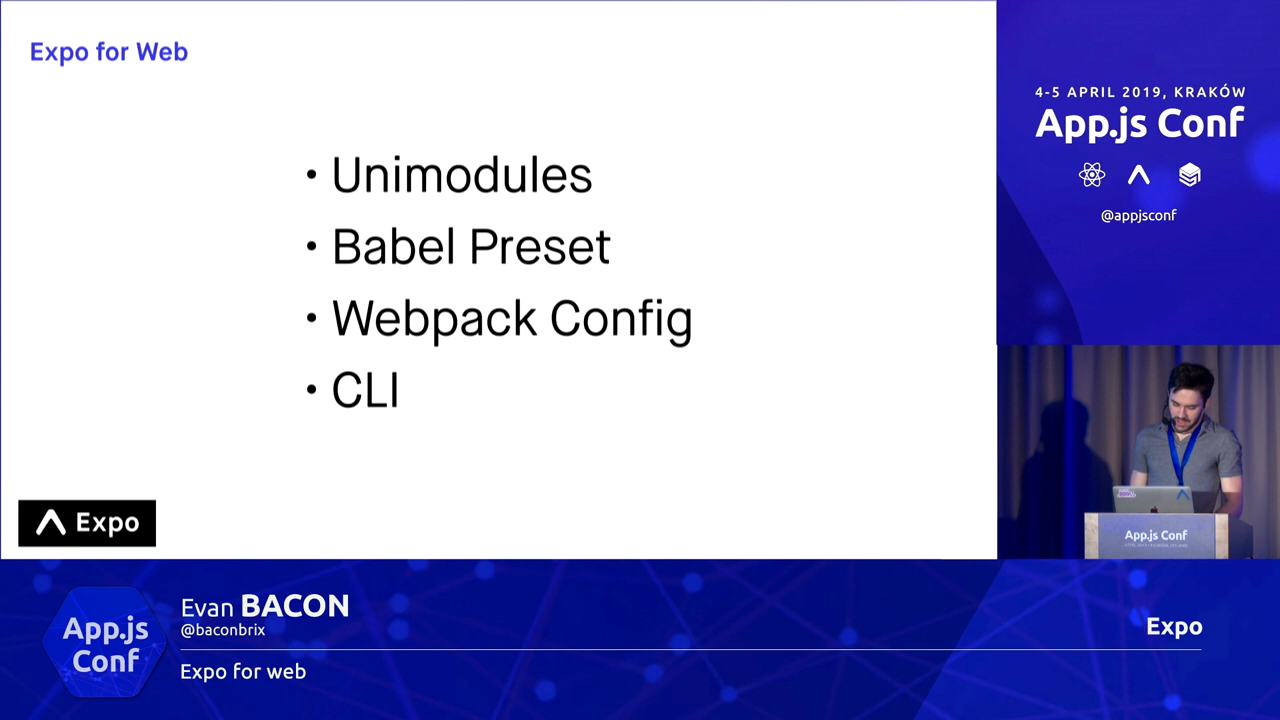 Expo for Web
• Unimodules
• Babel Preset
• Webpack Config
• CLI
Expo
4-5 APRIL 2019, KRAKÓW
App.js Conf
@appjsconf
App.js Conf
App.js
Conf
Evan BACON
@baconbrix
Expo for web
Expo